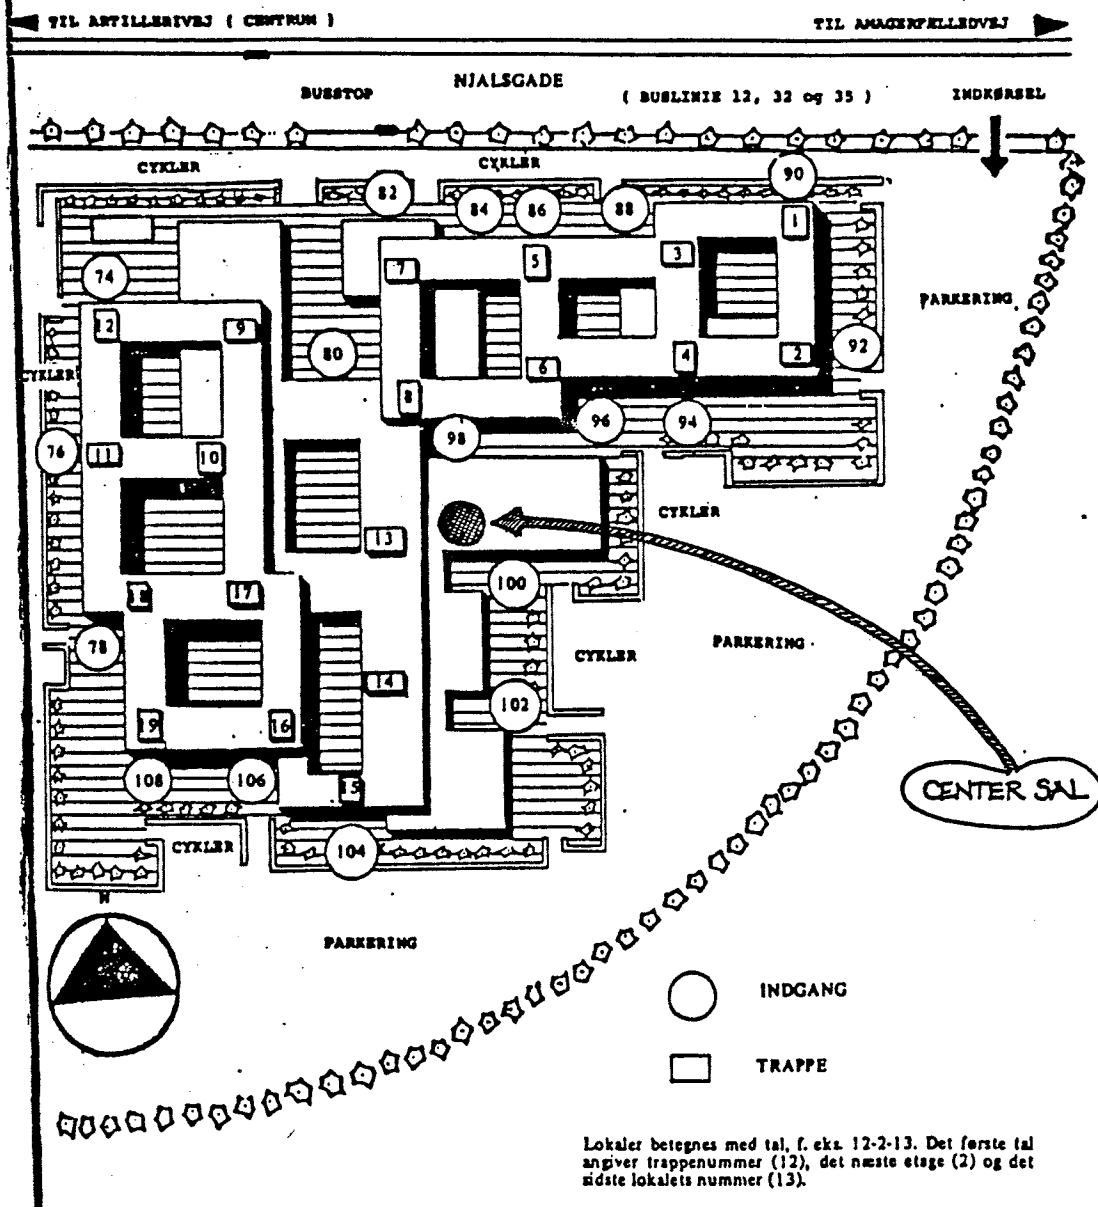 TIL ARTILLERIVEJ ( CENTRUM )
TIL AMAGERFÆLLEDVEJ
NJALSGADE
BUSSTOP
( BUSLINIE 12, 32 og 35 )
INDKØRSEL
CYKLER
CYKLER
90
82
84
86
88
1
74
7
5
3
PARKERING
12
9
80
4
2
92
6
CYKLER
8
96
94
98
76
11
10
CYKLER
13
100
18
17
78
PARKERING
CYKLER
14
102
19
16
108
106
15
CENTER SAL
CYKLER
104
N
PARKERING
INDGANG
TRAPPE
Lokaler betegnes med tal, f. eks. 12-2-13. Det første tal
angiver trappenummer (12), det næste etage (2) og det
sidste lokalets nummer (13).